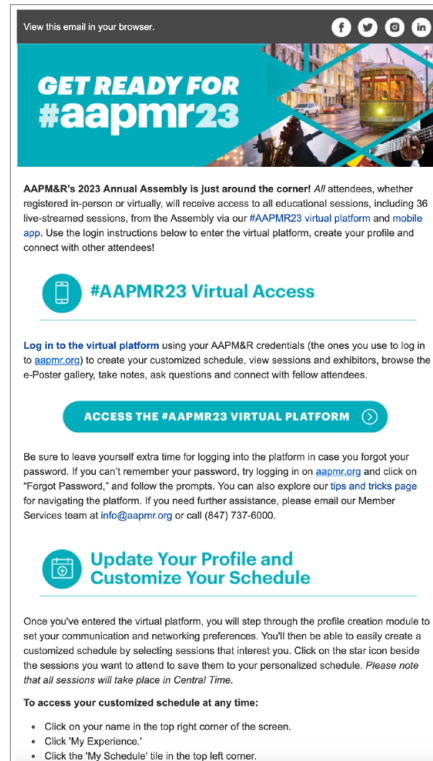 View this email in your browser.
GET READY FOR
#aapmr23
AAPM&R's 2023 Annual Assembly is just around the corner! All attendees, whether
registered in-person or virtually, will receive access to all educational sessions, including 36
live-streamed sessions, from the Assembly via our #AAPMR23 virtual platform and mobile
app. Use the login instructions below to enter the virtual platform, create your profile and
connect with other attendees!
#AAPMR23 Virtual Access
Log in to the virtual platform using your AAPM&R credentials (the ones you use to log in
to aapmr.org) to create your customized schedule, view sessions and exhibitors, browse the
e-Poster gallery, take notes, ask questions and connect with fellow attendees.
ACCESS THE #AAPMR23 VIRTUAL PLATFORM
Be sure to leave yourself extra time for logging into the platform in case you forgot your
password. If you can't remember your password, try logging in on aapmr.org and click on
"Forgot Password," and follow the prompts. You can also explore our tips and tricks page
for navigating the platform. If you need further assistance, please email our Member
Services team at info@aapmr.org or call (847) 737-6000.
Update Your Profile and
Customize Your Schedule
Once you've entered the virtual platform, you will step through the profile creation module to
set your communication and networking preferences. You'll then be able to easily create a
customized schedule by selecting sessions that interest you. Click on the star icon beside
the sessions you want to attend to save them to your personalized schedule. Please note
that all sessions will take place in Central Time.
To access your customized schedule at any time:
• Click on your name in the top right corner of the screen.
• Click 'My Experience.'
• Click the 'My Schedule' tile in the top left corner.